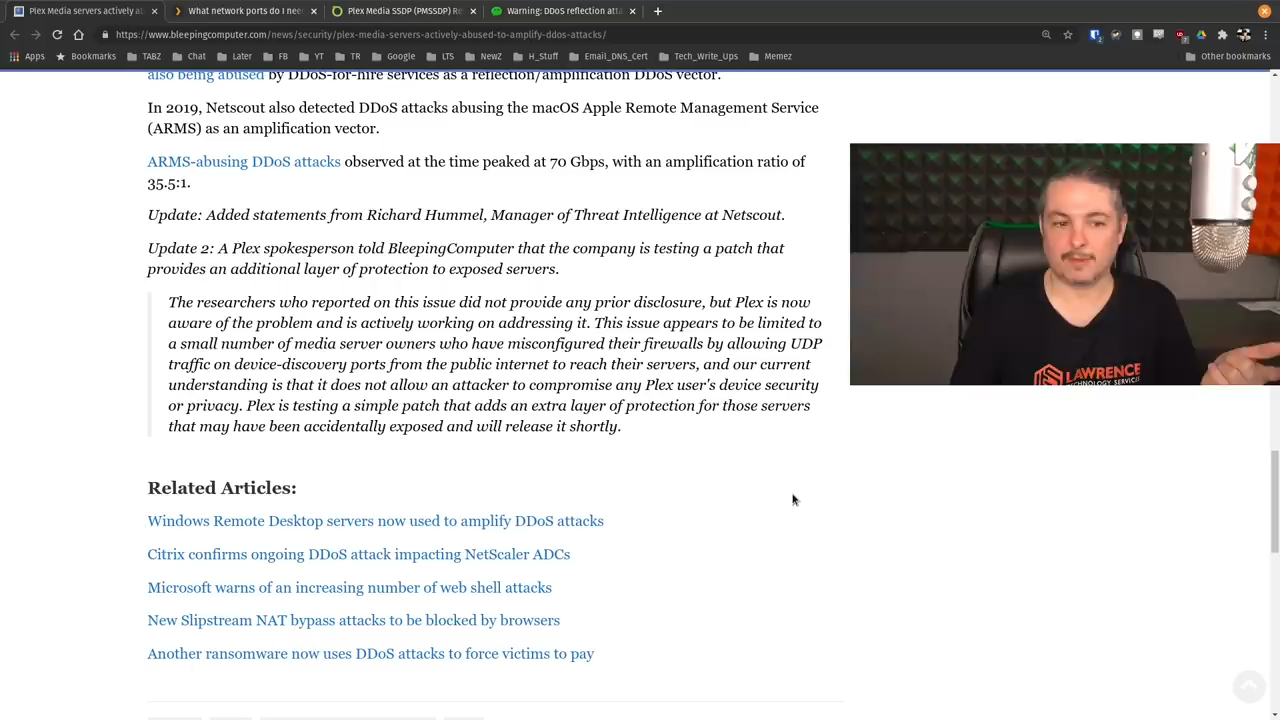 Plex Media servers actively a
What network ports do I nee
Plex Media SSDP (PMSSDP) Re
Warning: DDos reflection att
https://www.bleepingcomputer.com/news/security/plex-media-servers-actively-abused-to-amplify-ddos-attacks/
Apps
Bookmarks
TABZ
Chat
Later
FB
YT
TR
Google
LTS
NewZ
H_Stuf
Email_DNS_Cert
Tech_Write_Ups
Memez
Other bookmarks
also being abused by DDoS-for-hire services as a reflection/amplification DDoS vector.
In 2019, Netscout also detected DDoS attacks abusing the macOS Apple Remote Management Service
(ARMS) as an amplification vector.
ARMS-abusing DDoS attacks observed at the time peaked at 70 Gbps, with an amplification ratio of
35.5:1.
Update: Added statements from Richard Hummel, Manager of Threat Intelligence at Netscout.
Update 2: A Plex spokesperson told BleepingComputer that the company is testing a patch that
provides an additional layer of protection to exposed servers.
The researchers who reported on this issue did not provide any prior disclosure, but Plex is now
aware of the problem and is actively working on addressing it. This issue appears to be limited to
a small number of media server owners who have misconfigured their firewalls by allowing UDP
traffic on device-discovery ports from the public internet to reach their servers, and our current
understanding is that it does not allow an attacker to compromise any Plex user's device security
or privacy. Plex is testing a simple patch that adds an extra layer of protection for those servers
that may have been accidentally exposed and will release it shortly.
LAWRENCE
TECHNOLOGY SERVICES
Related Articles:
Windows Remote Desktop servers now used to amplify DDoS attacks
Citrix confirms ongoing DDoS attack impacting NetScaler ADCs
Microsoft warns of an increasing number of web shell attacks
New Slipstream NAT bypass attacks to be blocked by browsers
Another ransomware now uses DDoS attacks to force victims to pay